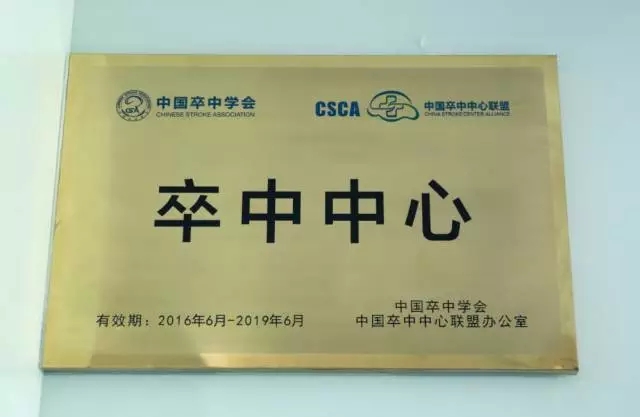 中国卒中学会
CHINESE STROKE ASSOCIATION
CSCA 中国卒中中心联盟
CHINA STROKE CENTER ALLIANCE
卒中中心
中国卒中学会
有效期：2016年6月-2019年6月 中国卒中中心联盟办公室